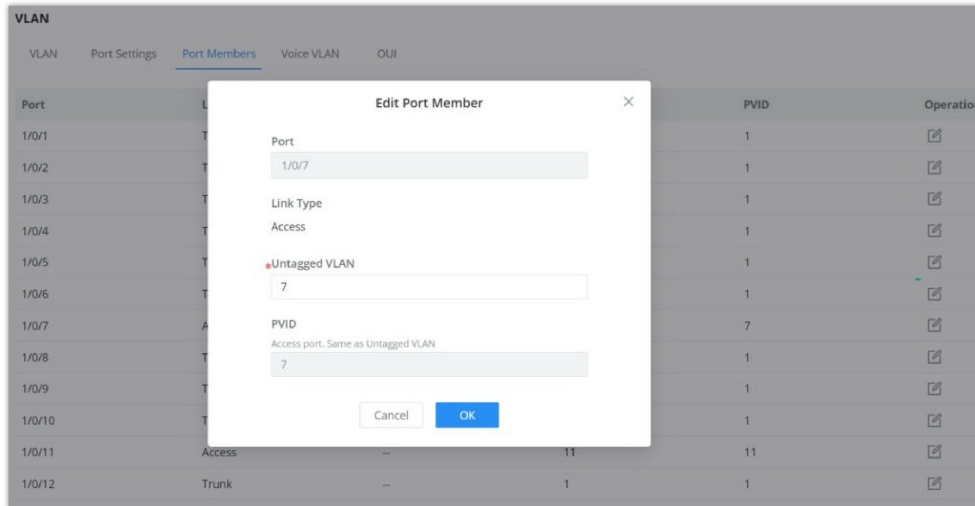 VLAN
VLAN Port Settings Port Members Voice VLAN OUI
Port PVID
1/0/1 1
1/0/2 1
1/0/3 1
1/0/4 1
1/0/5 1
1/0/6 1
1/0/7 7
1/0/8 1
1/0/9 1
1/0/10 1
1/0/11 Access -- 11 11
1/0/12 Trunk -- 1 1
Edit Port Member
Port
1/0/7
Link Type
Access
*Untagged VLAN
7
PVID
Access port, Same as Untagged VLAN
7
Cancel OK